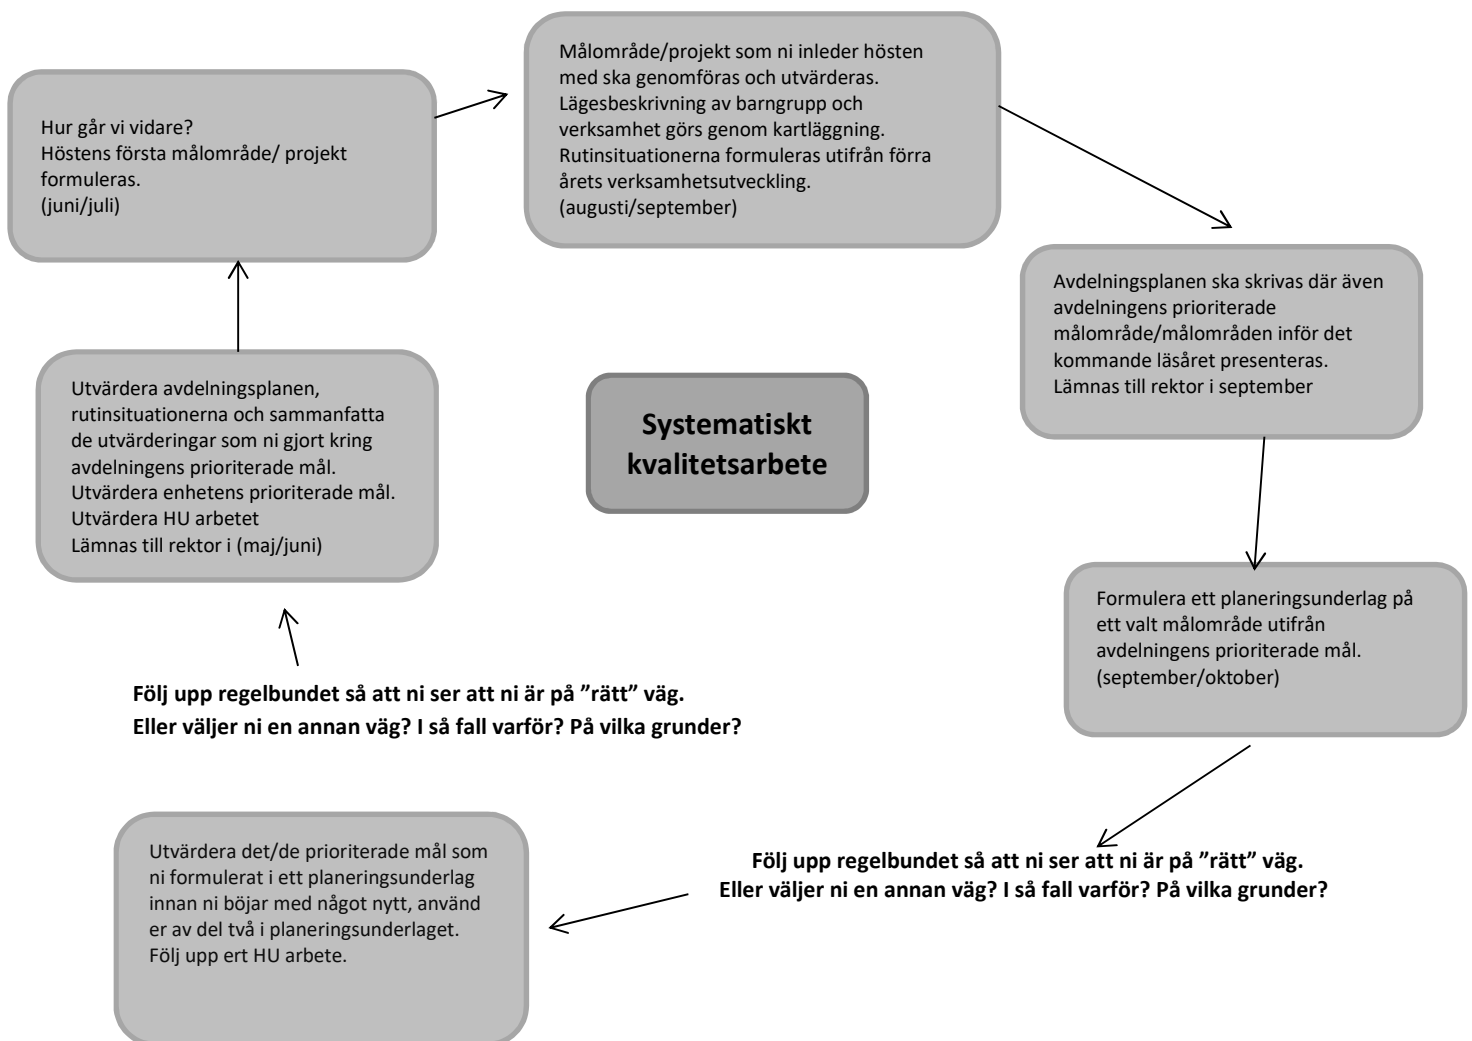 Målområde/projekt som ni inleder hösten
med ska genomföras och utvärderas.
Lägesbeskrivning av barngrupp och
verksamhet görs genom kartläggning.
Rutinsituationerna formuleras utifrån förra
årets verksamhetsutveckling.
(augusti/september)
Hur går vi vidare?
Höstens första målområde/ projekt
formuleras.
(juni/juli)
Avdelningsplanen ska skrivas där även
avdelningens prioriterade
målområde/målområden inför det
kommande läsåret presenteras.
Lämnas till rektor i september
Utvärdera avdelningsplanen,
rutinsituationerna och sammanfatta
de utvärderingar som ni gjort kring
avdelningens prioriterade mål.
Utvärdera enhetens prioriterade mål.
Utvärdera HU arbetet
Lämnas till rektor i (maj/juni)
Systematiskt
kvalitetsarbete
Formulera ett planeringsunderlag på
ett valt målområde utifrån
avdelningens prioriterade mål.
(september/oktober)
Följ upp regelbundet så att ni ser att ni är på ”rätt” väg.
Eller väljer ni en annan väg? I så fall varför? På vilka grunder?
Utvärdera det/de prioriterade mål som
ni formulerat i ett planeringsunderlag
innan ni böjar med något nytt, använd
er av del två i planeringsunderlaget.
Följ upp ert HU arbete.
Följ upp regelbundet så att ni ser att ni är på ”rätt” väg.
Eller väljer ni en annan väg? I så fall varför? På vilka grunder?